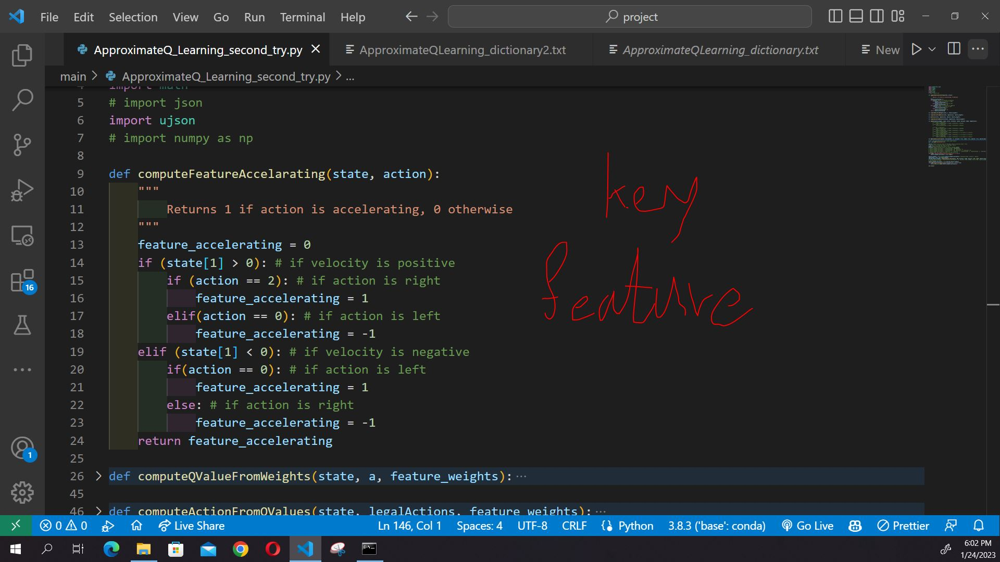 File Edit Selection View Go Run Terminal Help project
ApproximateQ_Learning_second_try.py ApproximateQLearning_dictionary2.txt ApproximateQLearning_dictionary.txt New
main > ApproximateQ_Learning_second_try.py > ...
4 import math
5 # import json
6 import ujson
7 # import numpy as np
8
9 def computeFeatureAccelarating(state, action):
10 """
11 Returns 1 if action is accelerating, 0 otherwise
12 """
13 feature_accelerating = 0
14 if (state[1] > 0): # if velocity is positive
15 if (action == 2): # if action is right
16 feature_accelerating = 1
17 elif(action == 0): # if action is left
18 feature_accelerating = -1
19 elif (state[1] < 0): # if velocity is negative
20 if(action == 0): # if action is left
21 feature_accelerating = 1
22 else: # if action is right
23 feature_accelerating = -1
24 return feature_accelerating
25
26 > def computeQValueFromWeights(state, a, feature_weights):...
45
46 > def computeActionFromQValues(state, legalActions, feature_weights):...
key
feature
16
1
0 0 Live Share Ln 146, Col 1 Spaces: 4 UTF-8 CRLF Python 3.8.3 ('base': conda) Go Live Prettier
6:02 PM
1/24/2023